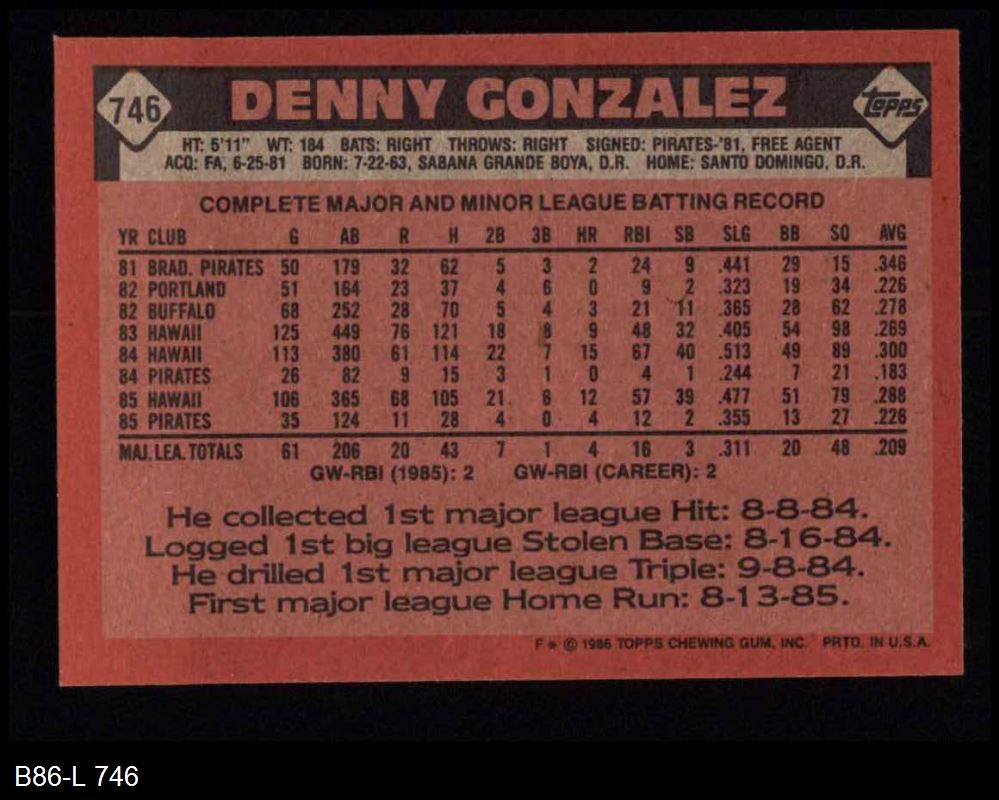 746 DENNY GONZALEZ Topps
HT: 5'11" WT: 184 BATS: RIGHT THROWS: RIGHT SIGNED: PIRATES-'81, FREE AGENT
ACQ: FA, 6-25-81 BORN: 7-22-63, SABANA GRANDE BOYA, D.R. HOME: SANTO DOMINGO, D.R.
COMPLETE MAJOR AND MINOR LEAGUE BATTING RECORD
YR CLUB G AB R H 2B 3B HR RBI SB SLG BB SO AVG
81 BRAD. PIRATES 50 179 32 62 5 3 2 24 9 .441 29 15 .346
82 PORTLAND 51 164 23 37 4 6 0 9 2 .323 19 34 .226
82 BUFFALO 68 252 28 70 5 4 3 21 11 .365 28 62 .278
83 HAWAII 125 449 76 121 18 8 9 48 32 .405 54 98 .269
84 HAWAII 113 380 61 114 22 7 15 67 40 .513 49 89 .300
84 PIRATES 26 82 9 15 3 1 0 4 1 .244 7 21 .183
85 HAWAII 106 365 68 105 21 6 12 57 39 .477 51 79 .288
85 PIRATES 35 124 11 28 4 0 4 12 2 .355 13 27 .226
MAJ. LEA. TOTALS 61 206 20 43 7 1 4 16 3 .311 20 48 .209
GW-RBI (1985): 2 GW-RBI (CAREER): 2
He collected 1st major league Hit: 8-8-84.
Logged 1st big league Stolen Base: 8-16-84.
He drilled 1st major league Triple: 9-8-84.
First major league Home Run: 8-13-85.
F * © 1986 TOPPS CHEWING GUM, INC. PRTD. IN U.S.A.
B86-L 746